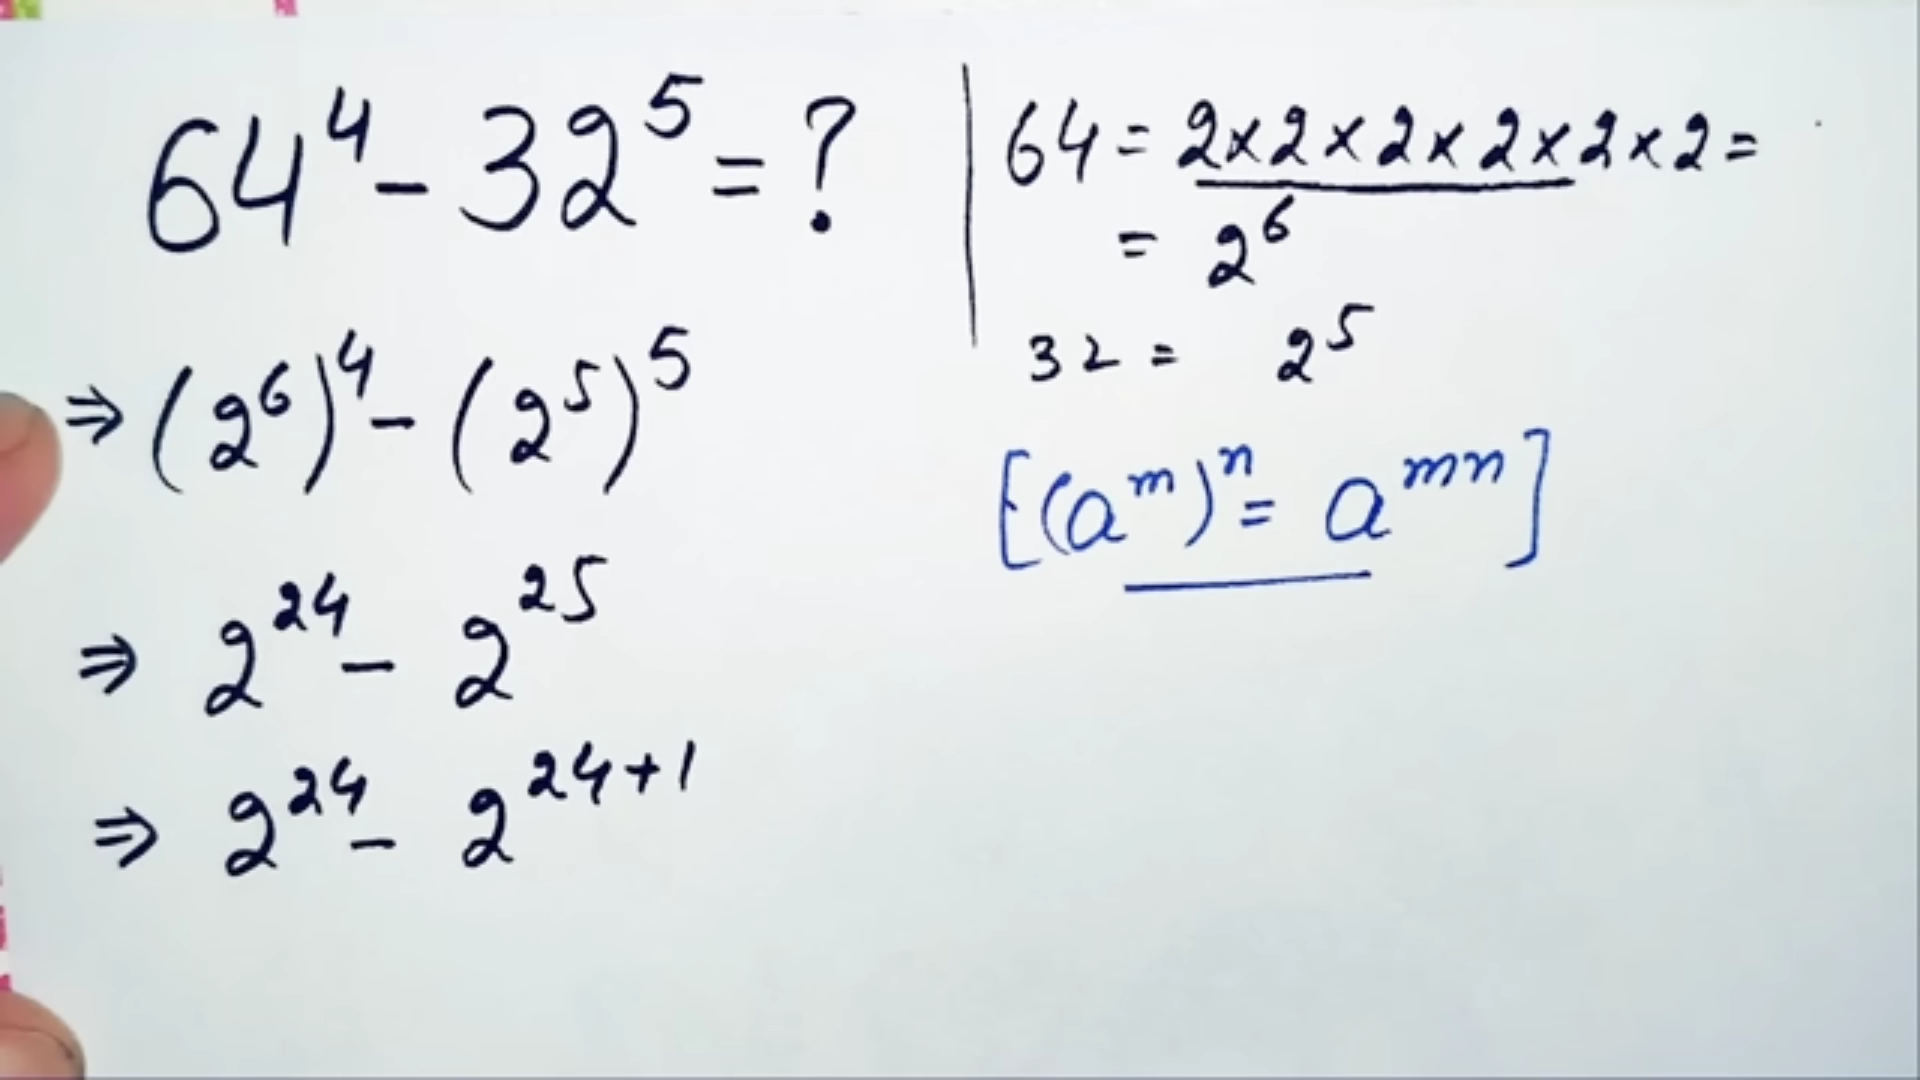 64⁴ - 32⁵ = ?
⇒ (2⁶)⁴ - (2⁵)⁵
⇒ 2²⁴ - 2²⁵
⇒ 2²⁴ - 2²⁴⁺¹
64 = 2×2×2×2×2×2 =
= 2⁶
32 = 2⁵
[(aᵐ)ⁿ = aᵐⁿ]